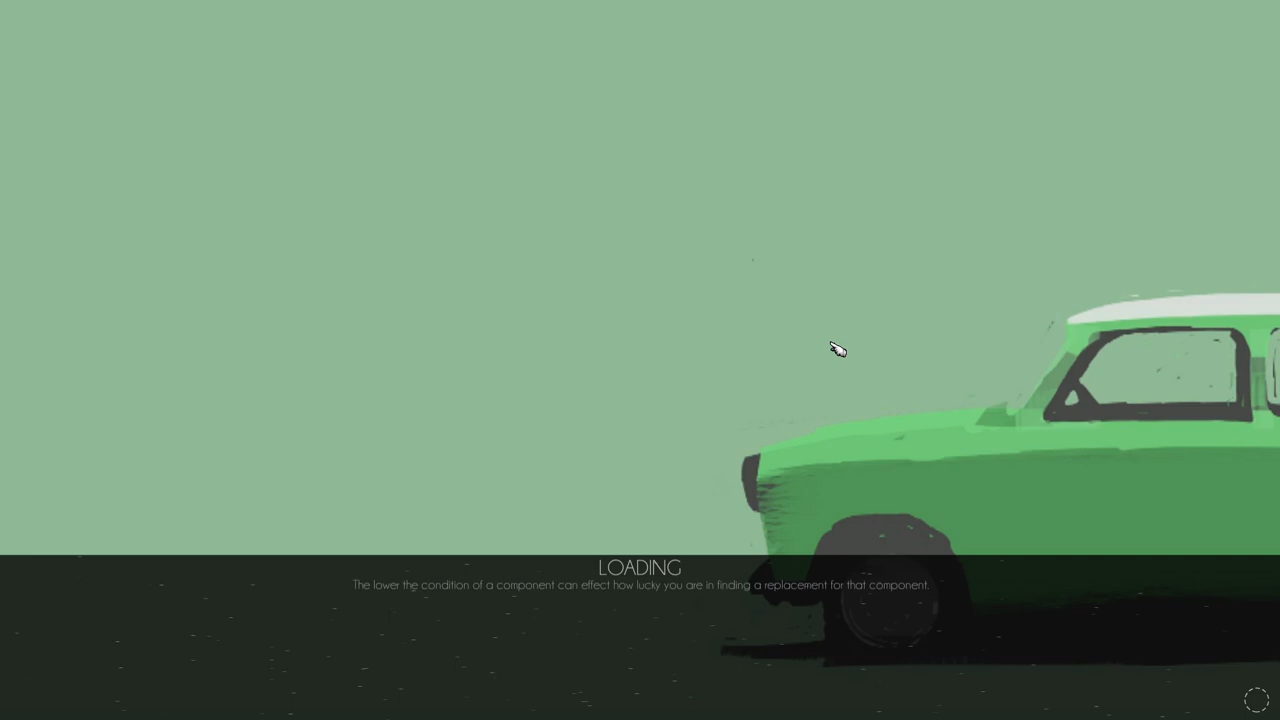 LOADING
The lower the condition of a component can effect how lucky you are in finding a replacement for that component.